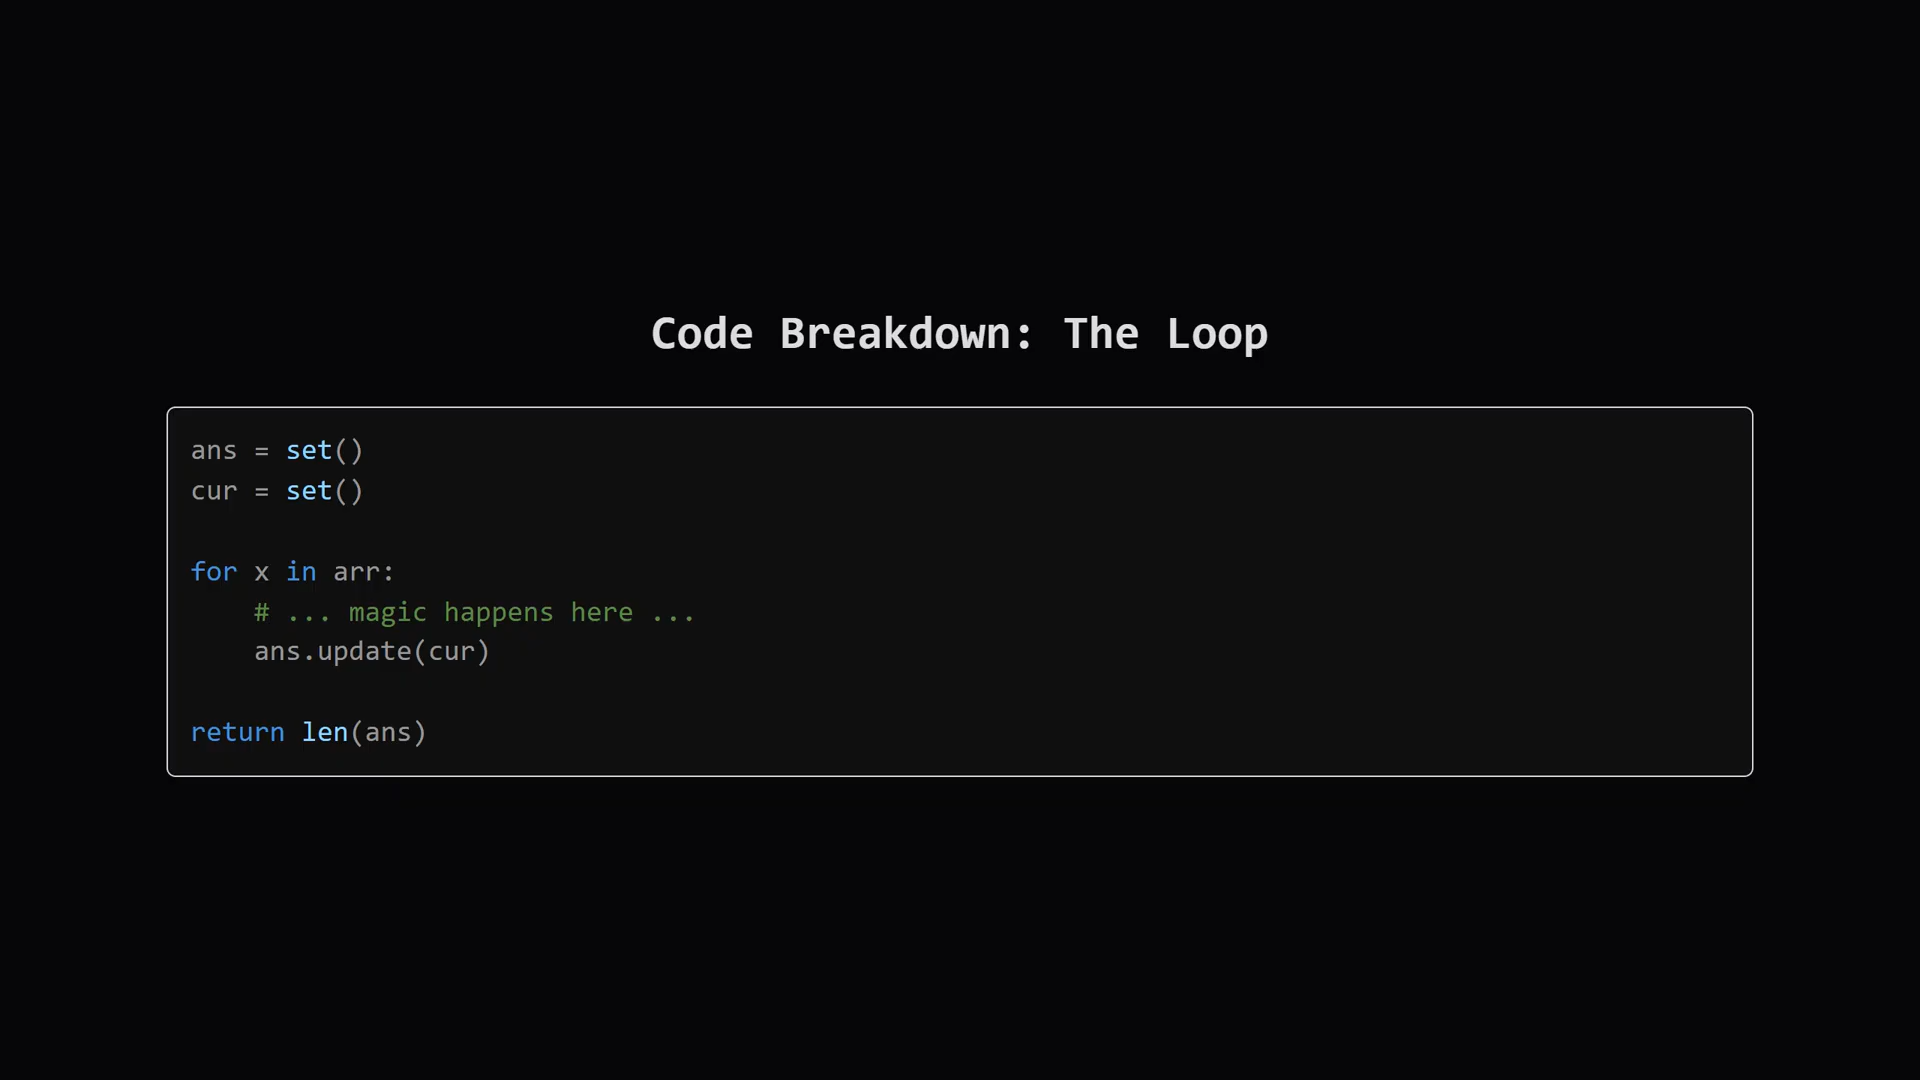 Code Breakdown: The Loop
ans = set()
cur = set()
for x in arr:
    # ... magic happens here ...
    ans.update(cur)
return len(ans)